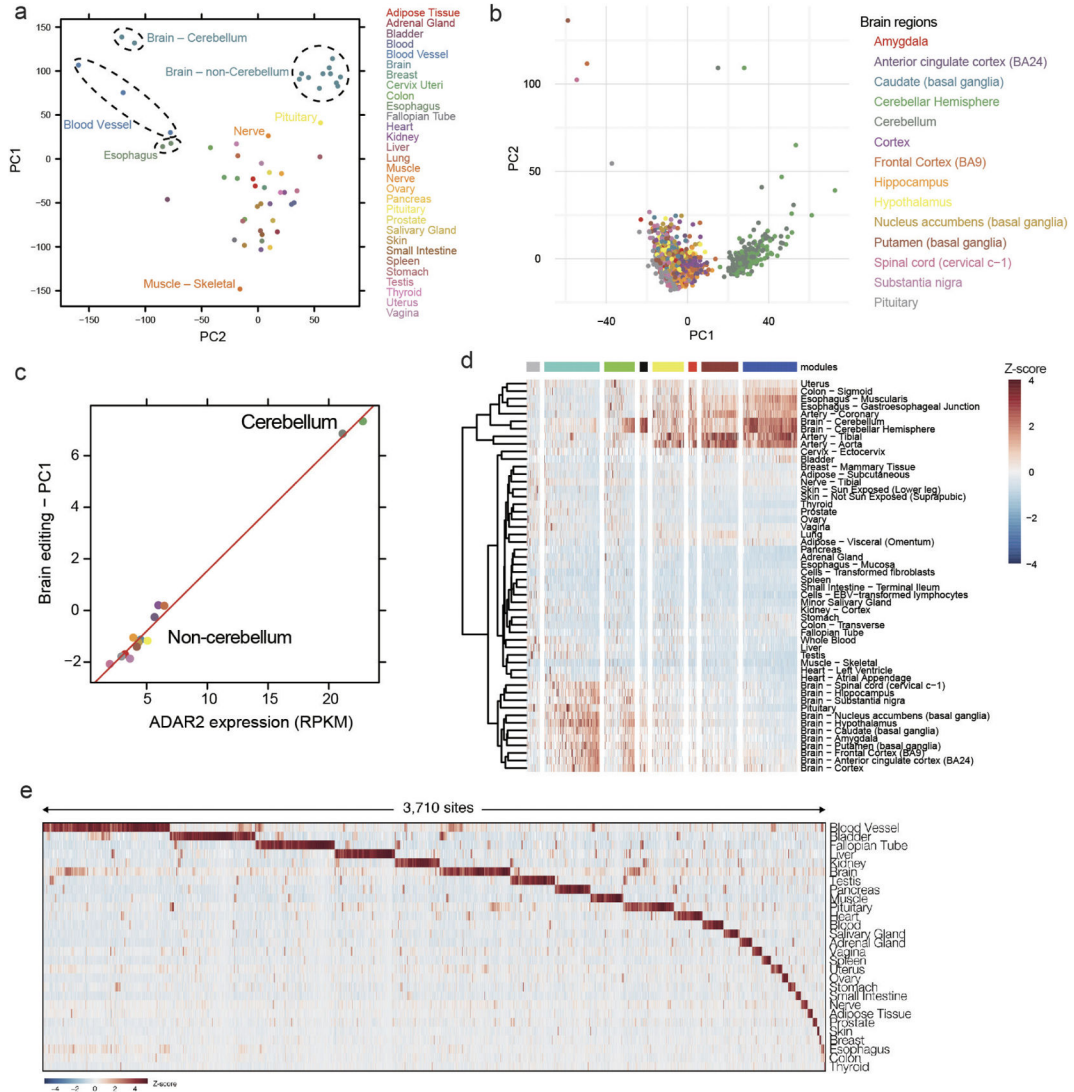 a
PC1
150
100
50
0
−50
−100
−150
−150
−100
−50
0
50
PC2
Brain – Cerebellum
Brain – non-Cerebellum
Blood Vessel
Esophagus
Nerve
Pituitary
Muscle – Skeletal
Adipose Tissue
Adrenal Gland
Bladder
Blood
Blood Vessel
Brain
Breast
Cervix Uteri
Colon
Esophagus
Fallopian Tube
Heart
Kidney
Liver
Lung
Muscle
Nerve
Ovary
Pancreas
Pituitary
Prostate
Salivary Gland
Skin
Small Intestine
Spleen
Stomach
Testis
Thyroid
Uterus
Vagina
b
PC2
100
50
0
−40
0
40
PC1
Brain regions
Amygdala
Anterior cingulate cortex (BA24)
Caudate (basal ganglia)
Cerebellar Hemisphere
Cerebellum
Cortex
Frontal Cortex (BA9)
Hippocampus
Hypothalamus
Nucleus accumbens (basal ganglia)
Putamen (basal ganglia)
Spinal cord (cervical c−1)
Substantia nigra
Pituitary
c
Brain editing − PC1
6
4
2
0
−2
5
10
15
20
ADAR2 expression (RPKM)
Cerebellum
Non−cerebellum
d
modules
Uterus
Colon − Sigmoid
Esophagus − Muscularis
Esophagus − Gastroesophageal Junction
Artery − Coronary
Brain − Cerebellum
Brain − Cerebellar Hemisphere
Artery − Tibial
Artery − Aorta
Cervix − Ectocervix
Bladder
Breast − Mammary Tissue
Adipose − Subcutaneous
Nerve − Tibial
Skin − Sun Exposed (Lower leg)
Skin − Not Sun Exposed (Suprapubic)
Thyroid
Prostate
Ovary
Vagina
Lung
Adipose − Visceral (Omentum)
Pancreas
Adrenal Gland
Esophagus − Mucosa
Cells − Transformed fibroblasts
Spleen
Small Intestine − Terminal Ileum
Cells − EBV−transformed lymphocytes
Minor Salivary Gland
Kidney − Cortex
Stomach
Colon − Transverse
Fallopian Tube
Whole Blood
Liver
Testis
Muscle − Skeletal
Heart − Left Ventricle
Heart − Atrial Appendage
Brain − Spinal cord (cervical c−1)
Brain − Hippocampus
Brain − Substantia nigra
Pituitary
Brain − Nucleus accumbens (basal ganglia)
Brain − Hypothalamus
Brain − Caudate (basal ganglia)
Brain − Amygdala
Brain − Putamen (basal ganglia)
Brain − Frontal Cortex (BA9)
Brain − Anterior cingulate cortex (BA24)
Brain − Cortex
Z−score
4
2
0
−2
−4
e
3,710 sites
Blood Vessel
Bladder
Fallopian Tube
Liver
Kidney
Brain
Testis
Pancreas
Muscle
Pituitary
Heart
Blood
Salivary Gland
Adrenal Gland
Vagina
Spleen
Uterus
Ovary
Stomach
Small Intestine
Nerve
Adipose Tissue
Prostate
Skin
Breast
Esophagus
Colon
Thyroid
−4 −2 0 2 4 Z−score